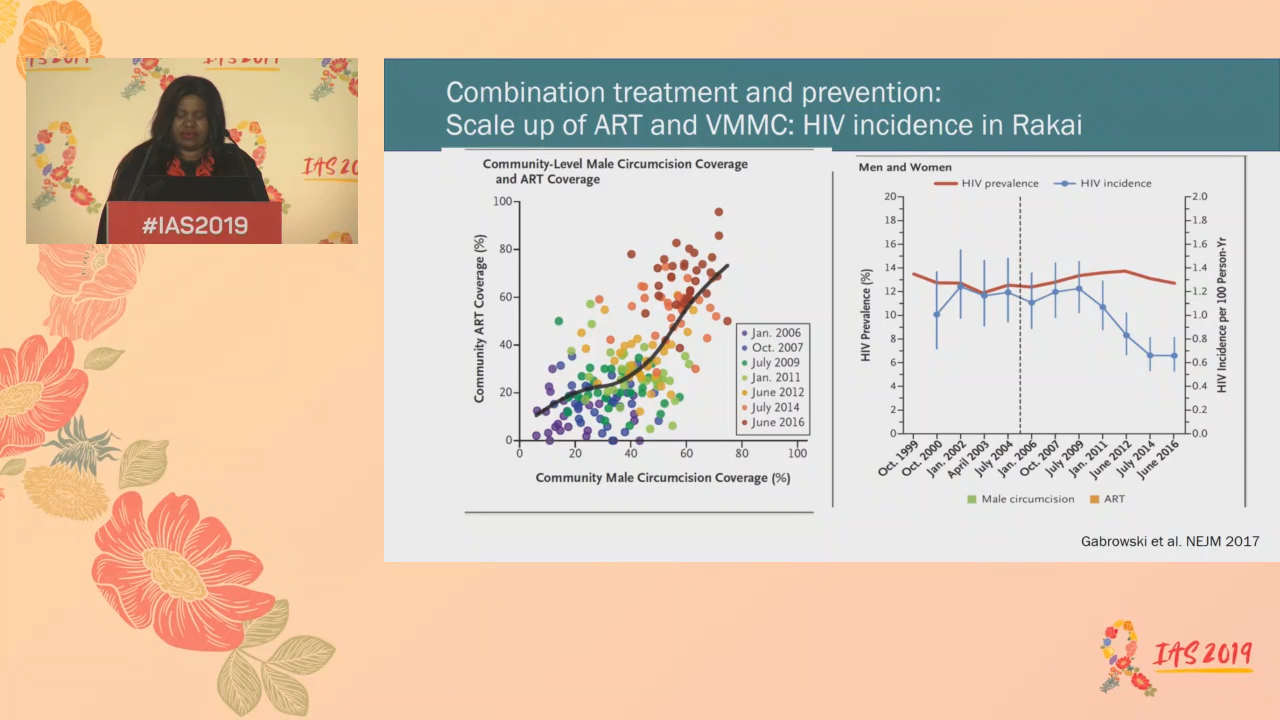 IAS 2019
IAS 2019
IAS 20
#IAS2019
Combination treatment and prevention:
Scale up of ART and VMMC: HIV incidence in Rakai
Community-Level Male Circumcision Coverage
and ART Coverage
Community ART Coverage (%)
100
80
60
40
20
0
0 20 40 60 80 100
Community Male Circumcision Coverage (%)
Jan. 2006
Oct. 2007
July 2009
Jan. 2011
June 2012
July 2014
June 2016
Men and Women
HIV prevalence HIV incidence
HIV Prevalence (%)
20
18
16
14
12
10
8
6
4
2
0
2.0
1.8
1.6
1.4
1.2
1.0
0.8
0.6
0.4
0.2
0.0
HIV Incidence per 100 Person-Yr
Oct. 1999
Oct. 2000
Jan. 2002
April 2003
July 2004
Jan. 2006
Oct. 2007
July 2009
Jan. 2011
June 2012
July 2014
June 2016
Male circumcision ART
Gabrowski et al. NEJM 2017
IAS 2019